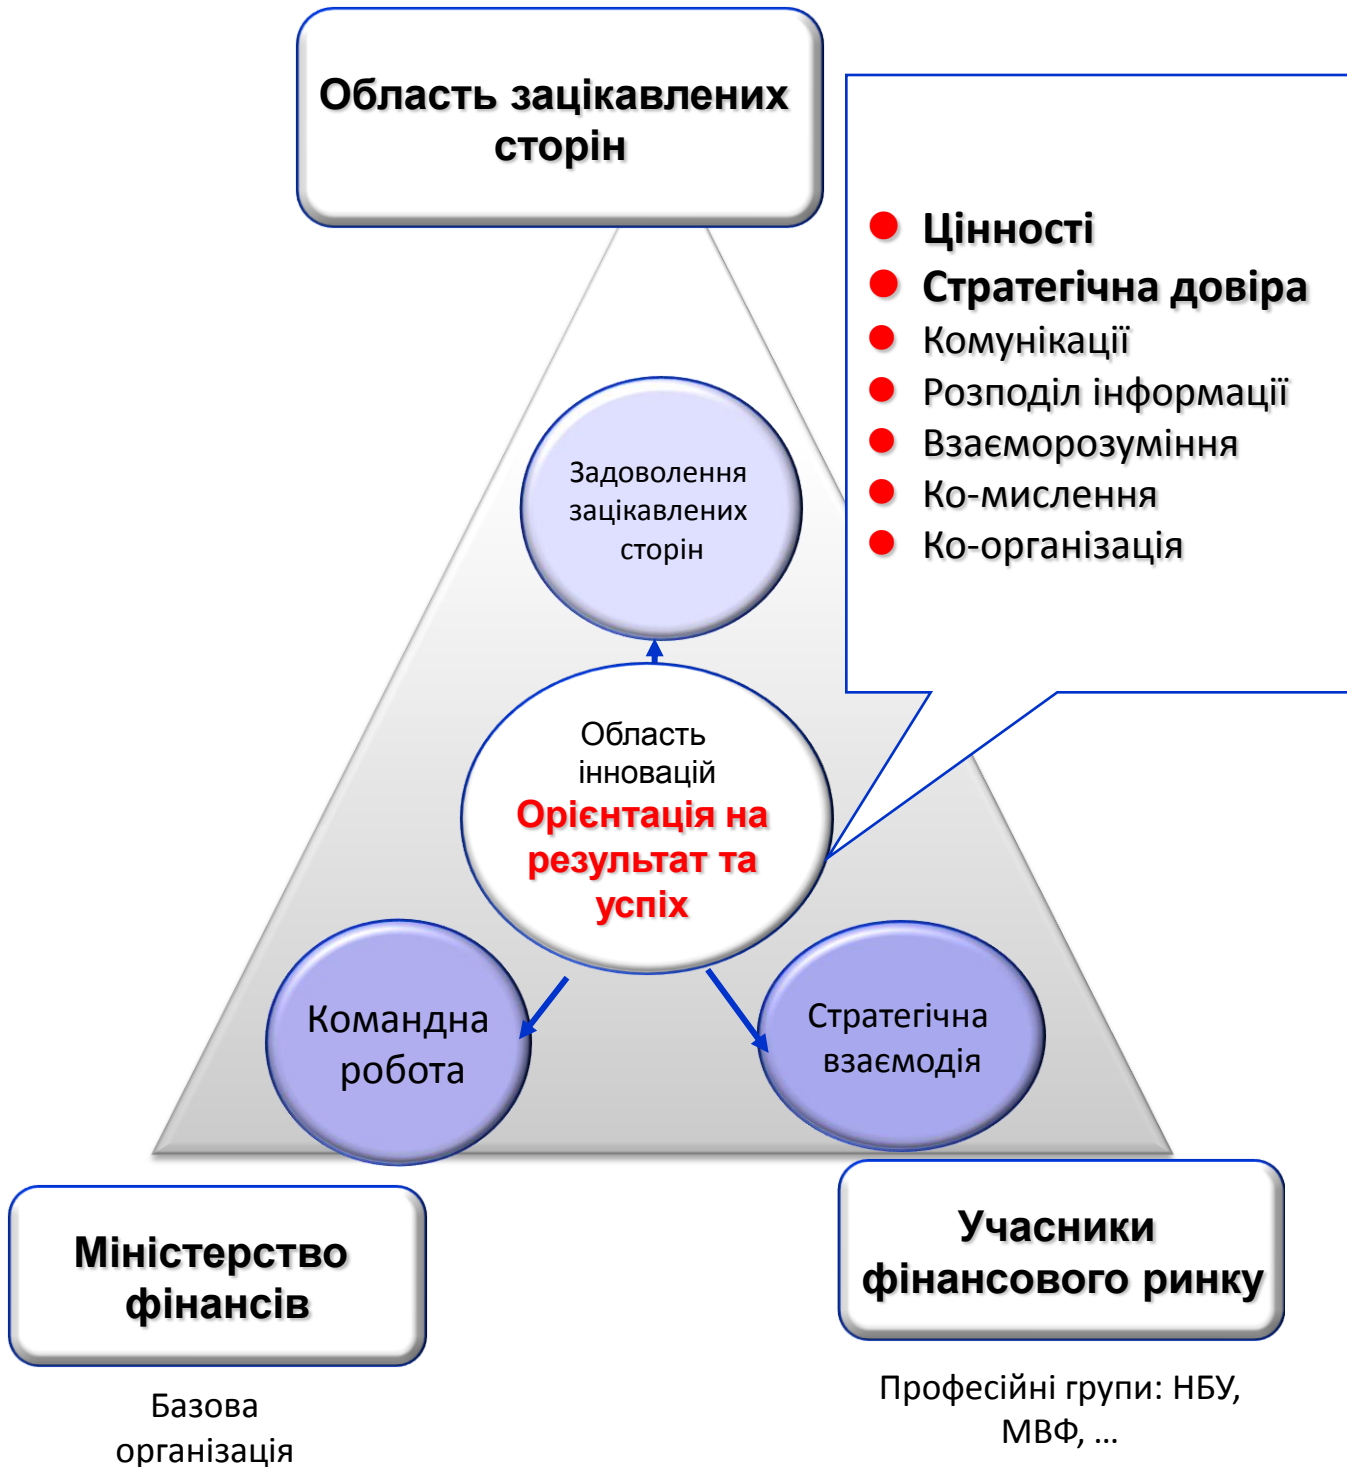 Область зацікавлених
сторін
Цінності
Стратегічна довіра
Комунікації
Розподіл інформації
Взаєморозуміння
Ко-мислення
Ко-організація
Задоволення
зацікавлених
сторін
Область
інновацій
Орієнтація на
результат та
успіх
Командна
робота
Стратегічна
взаємодія
Міністерство
фінансів
Учасники
фінансового ринку
Базова
організація
Професійні групи: НБУ,
МВФ, ...